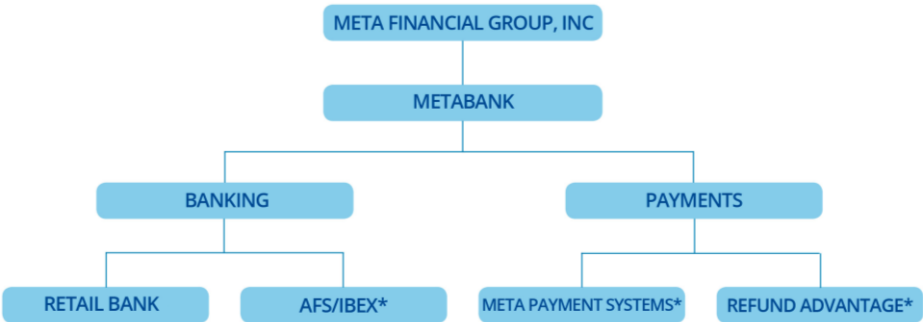 META FINANCIAL GROUP, INC
METABANK
BANKING
PAYMENTS
RETAIL BANK
AFS/IBEX*
META PAYMENT SYSTEMS*
REFUND ADVANTAGE*